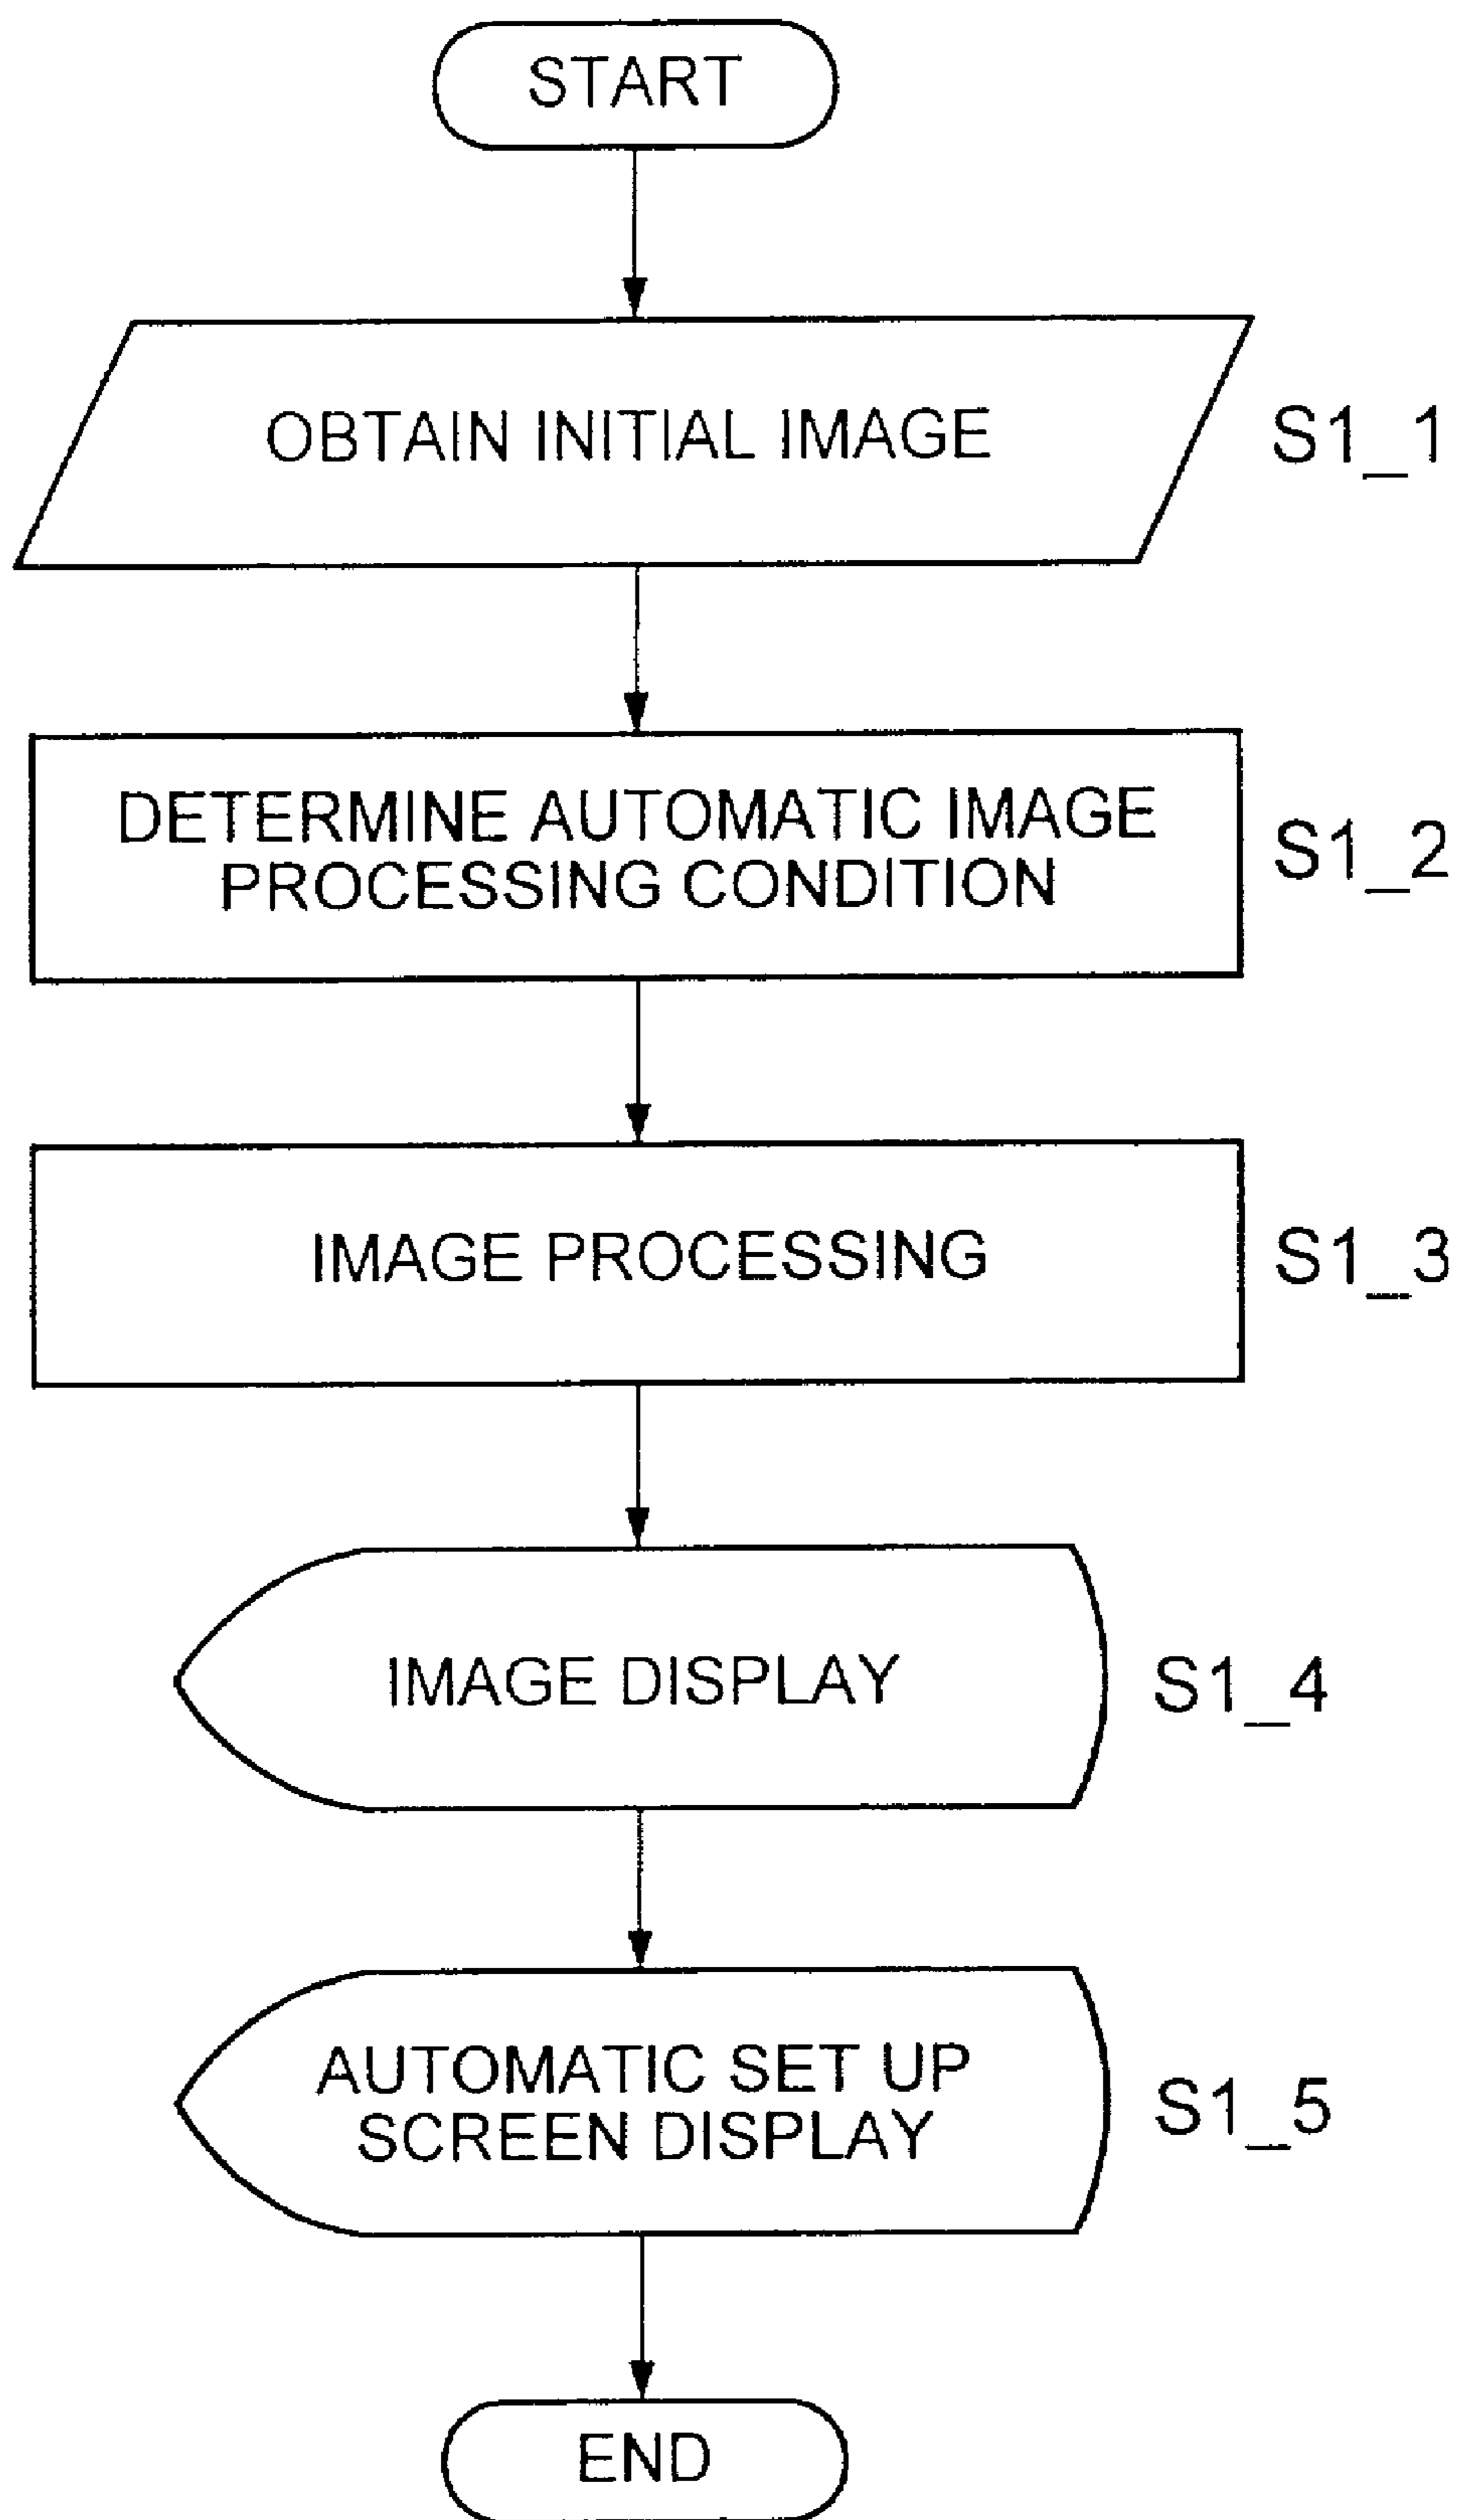 START
OBTAIN INITIAL IMAGE
S1_1
DETERMINE AUTOMATIC IMAGE
PROCESSING CONDITION
S1_2
IMAGE PROCESSING
S1_3
IMAGE DISPLAY
S1_4
AUTOMATIC SET UP
SCREEN DISPLAY
S1_5
END